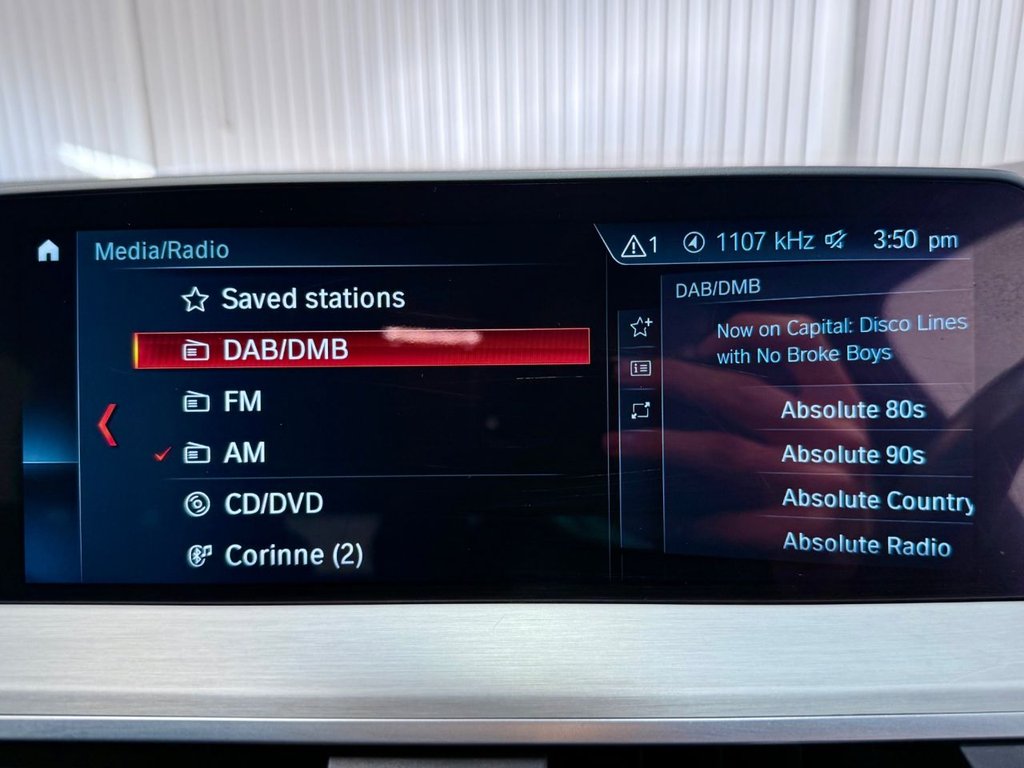 Media/Radio
1 1107 kHz 3:50 pm
Saved stations
DAB/DMB
FM
AM
CD/DVD
Corinne (2)
DAB/DMB
Now on Capital: Disco Lines
with No Broke Boys
Absolute 80s
Absolute 90s
Absolute Country
Absolute Radio